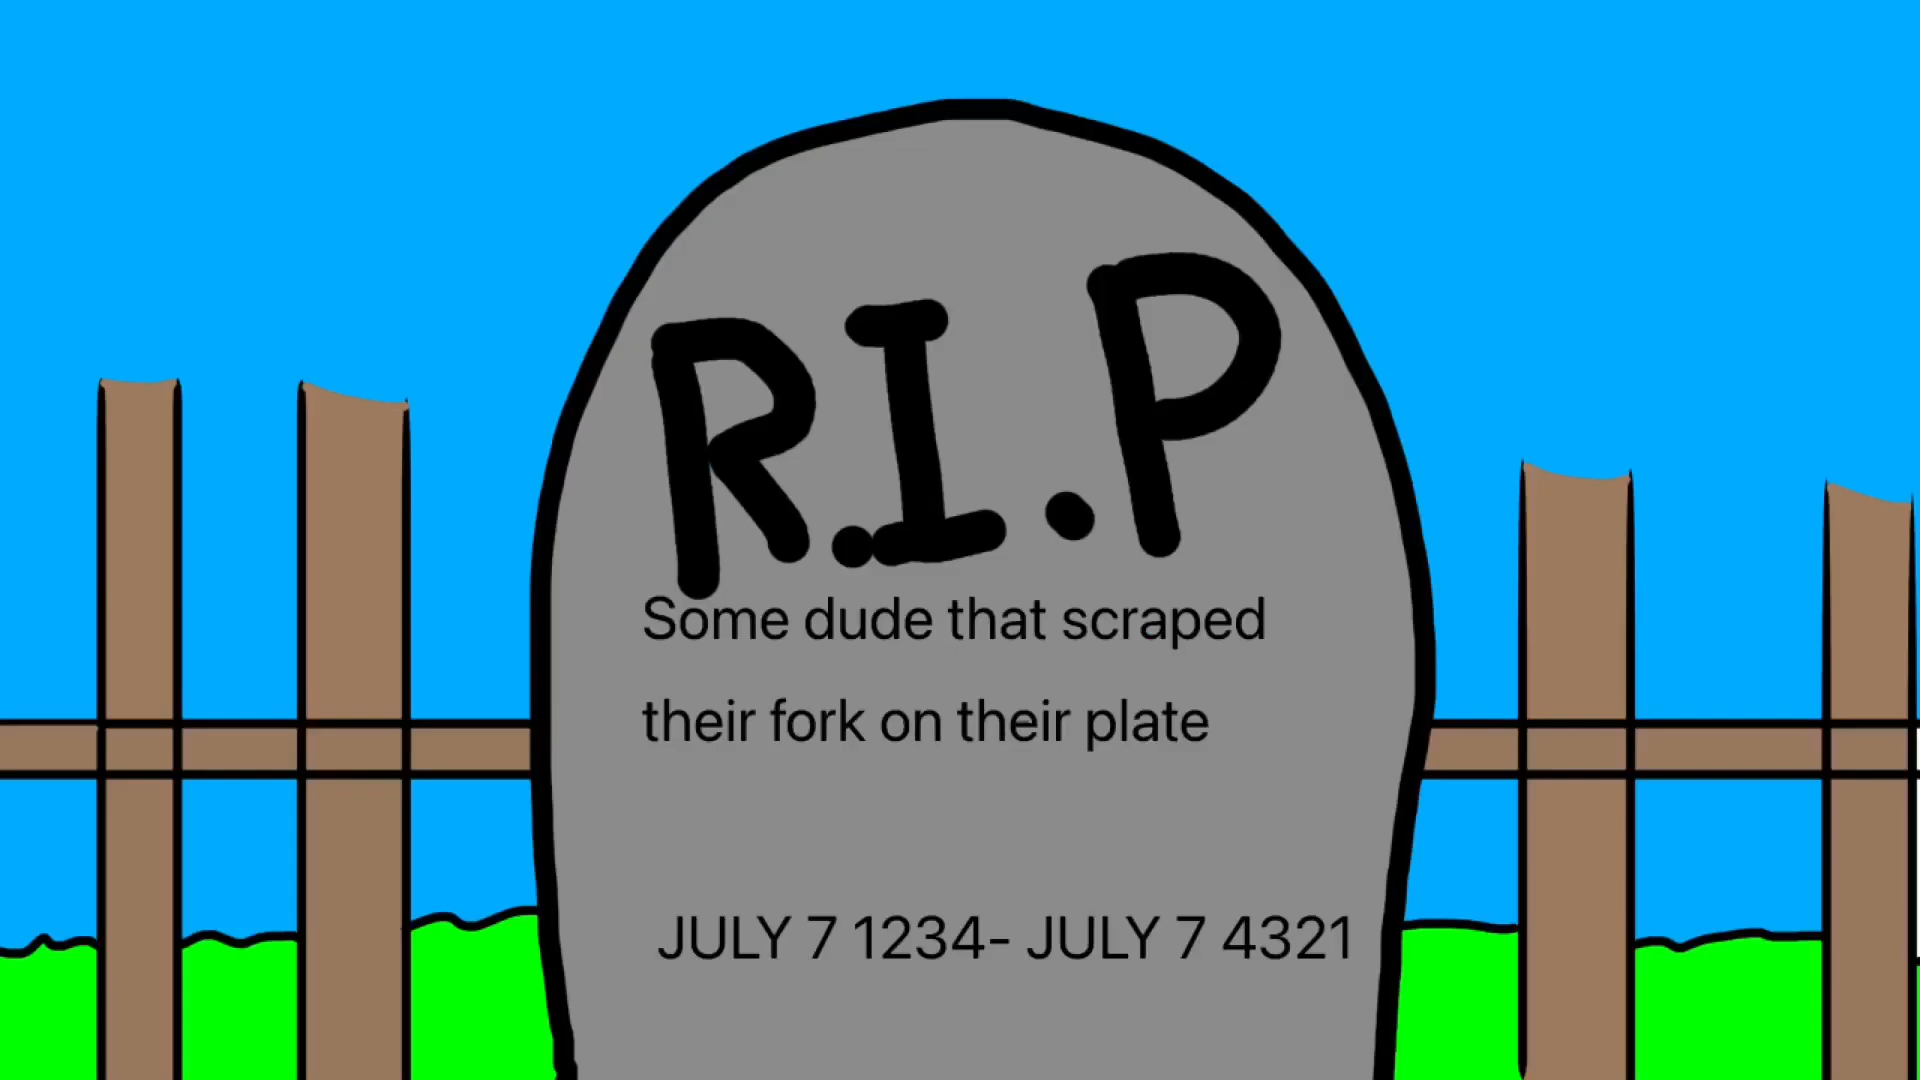 R.I.P
Some dude that scraped
their fork on their plate
JULY 7 1234- JULY 7 4321